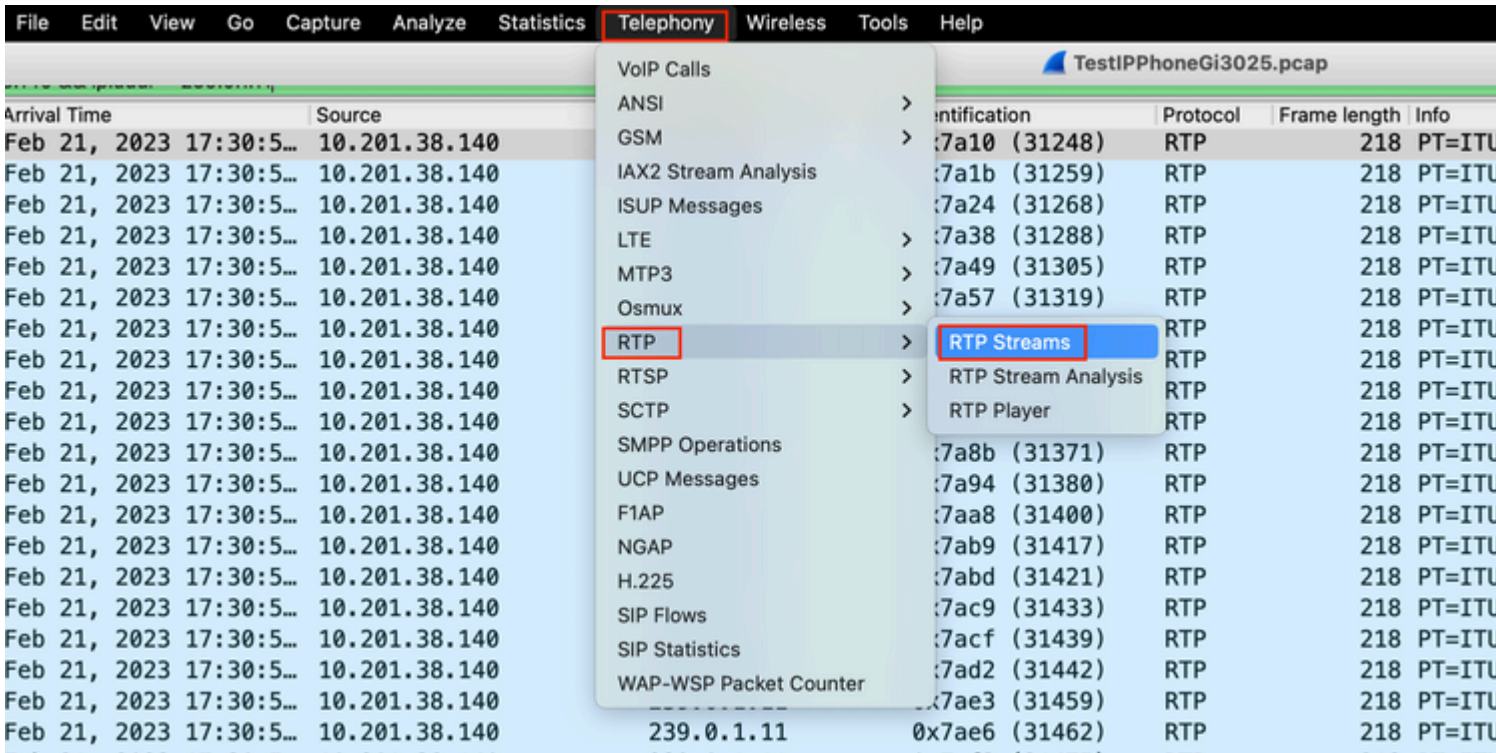 File Edit View Go Capture Analyze Statistics Telephony Wireless Tools Help
TestIPPhoneGi3025.pcap
Arrival Time Source entification Protocol Frame length Info
Feb 21, 2023 17:30:5… 10.201.38.140 :7a10 (31248) RTP 218 PT=ITU
Feb 21, 2023 17:30:5… 10.201.38.140 :7a1b (31259) RTP 218 PT=ITU
Feb 21, 2023 17:30:5… 10.201.38.140 :7a24 (31268) RTP 218 PT=ITU
Feb 21, 2023 17:30:5… 10.201.38.140 :7a38 (31288) RTP 218 PT=ITU
Feb 21, 2023 17:30:5… 10.201.38.140 :7a49 (31305) RTP 218 PT=ITU
Feb 21, 2023 17:30:5… 10.201.38.140 :7a57 (31319) RTP 218 PT=ITU
Feb 21, 2023 17:30:5… 10.201.38.140 RTP 218 PT=ITU
Feb 21, 2023 17:30:5… 10.201.38.140 RTP 218 PT=ITU
Feb 21, 2023 17:30:5… 10.201.38.140 RTP 218 PT=ITU
Feb 21, 2023 17:30:5… 10.201.38.140 RTP 218 PT=ITU
Feb 21, 2023 17:30:5… 10.201.38.140 :7a8b (31371) RTP 218 PT=ITU
Feb 21, 2023 17:30:5… 10.201.38.140 :7a94 (31380) RTP 218 PT=ITU
Feb 21, 2023 17:30:5… 10.201.38.140 :7aa8 (31400) RTP 218 PT=ITU
Feb 21, 2023 17:30:5… 10.201.38.140 :7ab9 (31417) RTP 218 PT=ITU
Feb 21, 2023 17:30:5… 10.201.38.140 :7abd (31421) RTP 218 PT=ITU
Feb 21, 2023 17:30:5… 10.201.38.140 :7ac9 (31433) RTP 218 PT=ITU
Feb 21, 2023 17:30:5… 10.201.38.140 :7acf (31439) RTP 218 PT=ITU
Feb 21, 2023 17:30:5… 10.201.38.140 :7ad2 (31442) RTP 218 PT=ITU
Feb 21, 2023 17:30:5… 10.201.38.140 :7ae3 (31459) RTP 218 PT=ITU
Feb 21, 2023 17:30:5… 10.201.38.140 239.0.1.11 0x7ae6 (31462) RTP 218 PT=ITU
VoIP Calls
ANSI
GSM
IAX2 Stream Analysis
ISUP Messages
LTE
MTP3
Osmux
RTP
RTSP
SCTP
SMPP Operations
UCP Messages
F1AP
NGAP
H.225
SIP Flows
SIP Statistics
WAP-WSP Packet Counter
RTP Streams
RTP Stream Analysis
RTP Player